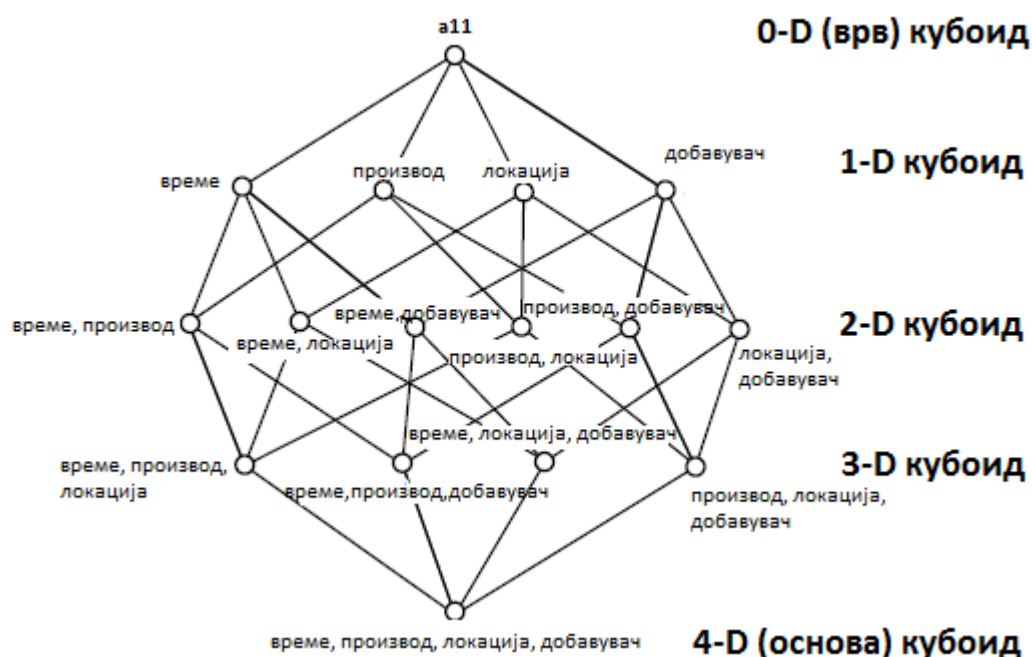 а11
0-D (врв) кубоид
време
производ
локација
добавувач
1-D кубоид
време, производ
време, локација
време,добавувач
производ, локација
производ, добавувач
локација,
добавувач
2-D кубоид
време, производ,
локација
време,производ,добавувач
време, локација, добавувач
производ, локација,
добавувач
3-D кубоид
време, производ, локација, добавувач
4-D (основа) кубоид